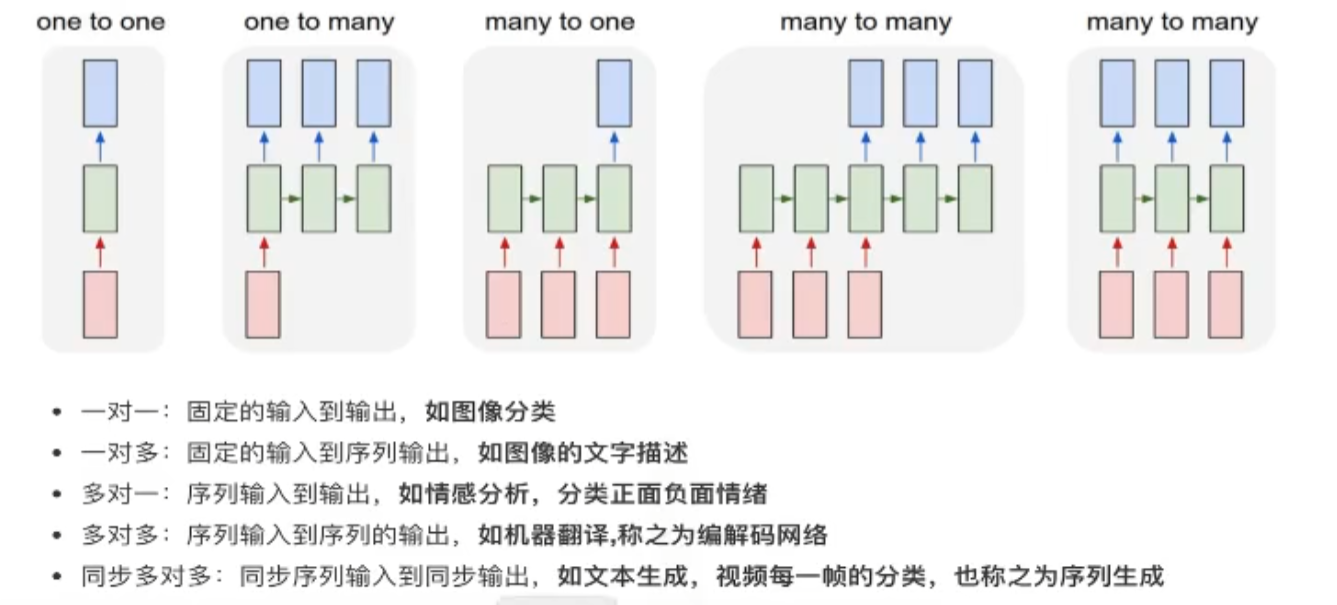 one to one
one to many
many to one
many to many
many to many
一对一：固定的输入到输出，如图像分类
一对多：固定的输入到序列输出，如图像的文字描述
多对一：序列输入到输出，如情感分析，分类正面负面情绪
多对多：序列输入到序列的输出，如机器翻译,称之为编解码网络
同步多对多：同步序列输入到同步输出，如文本生成，视频每一帧的分类，也称之为序列生成